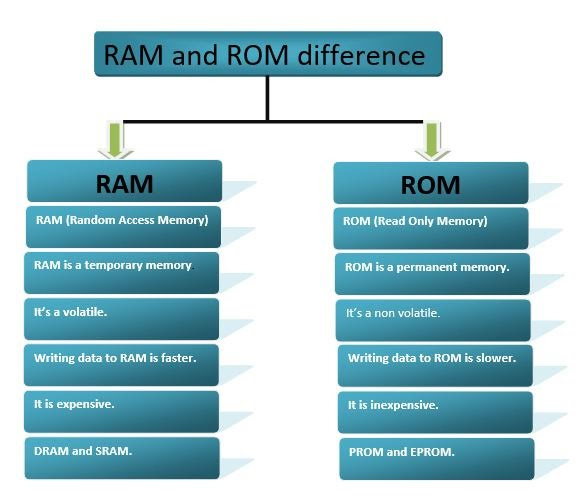 RAM and ROM difference
RAM
RAM (Random Access Memory)
RAM is a temporary memory.
It's a volatile.
Writing data to RAM is faster.
It is expensive.
DRAM and SRAM.
ROM
ROM (Read Only Memory)
ROM is a permanent memory.
It's a non volatile.
Writing data to ROM is slower.
It is inexpensive.
PROM and EPROM.